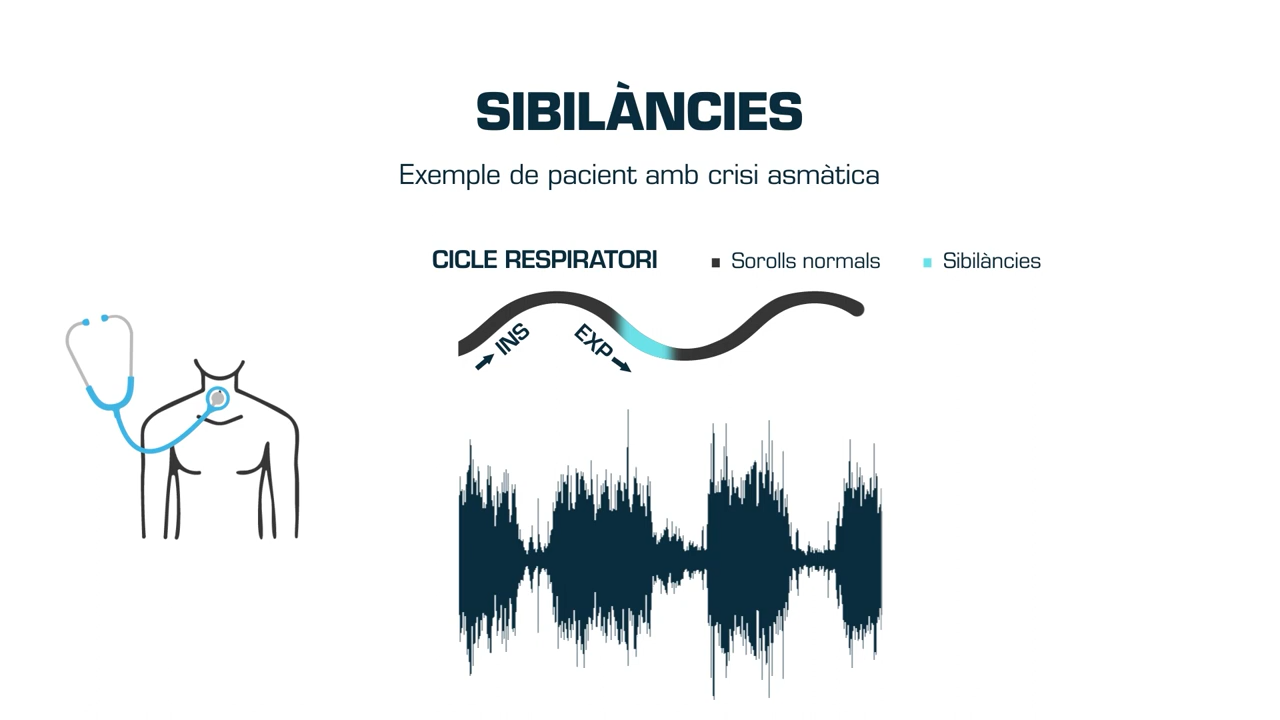 SIBILÀNCIES
Exemple de pacient amb crisi asmàtica
CICLE RESPIRATORI
Sorolls normals
Sibilàncies
INS
EXP